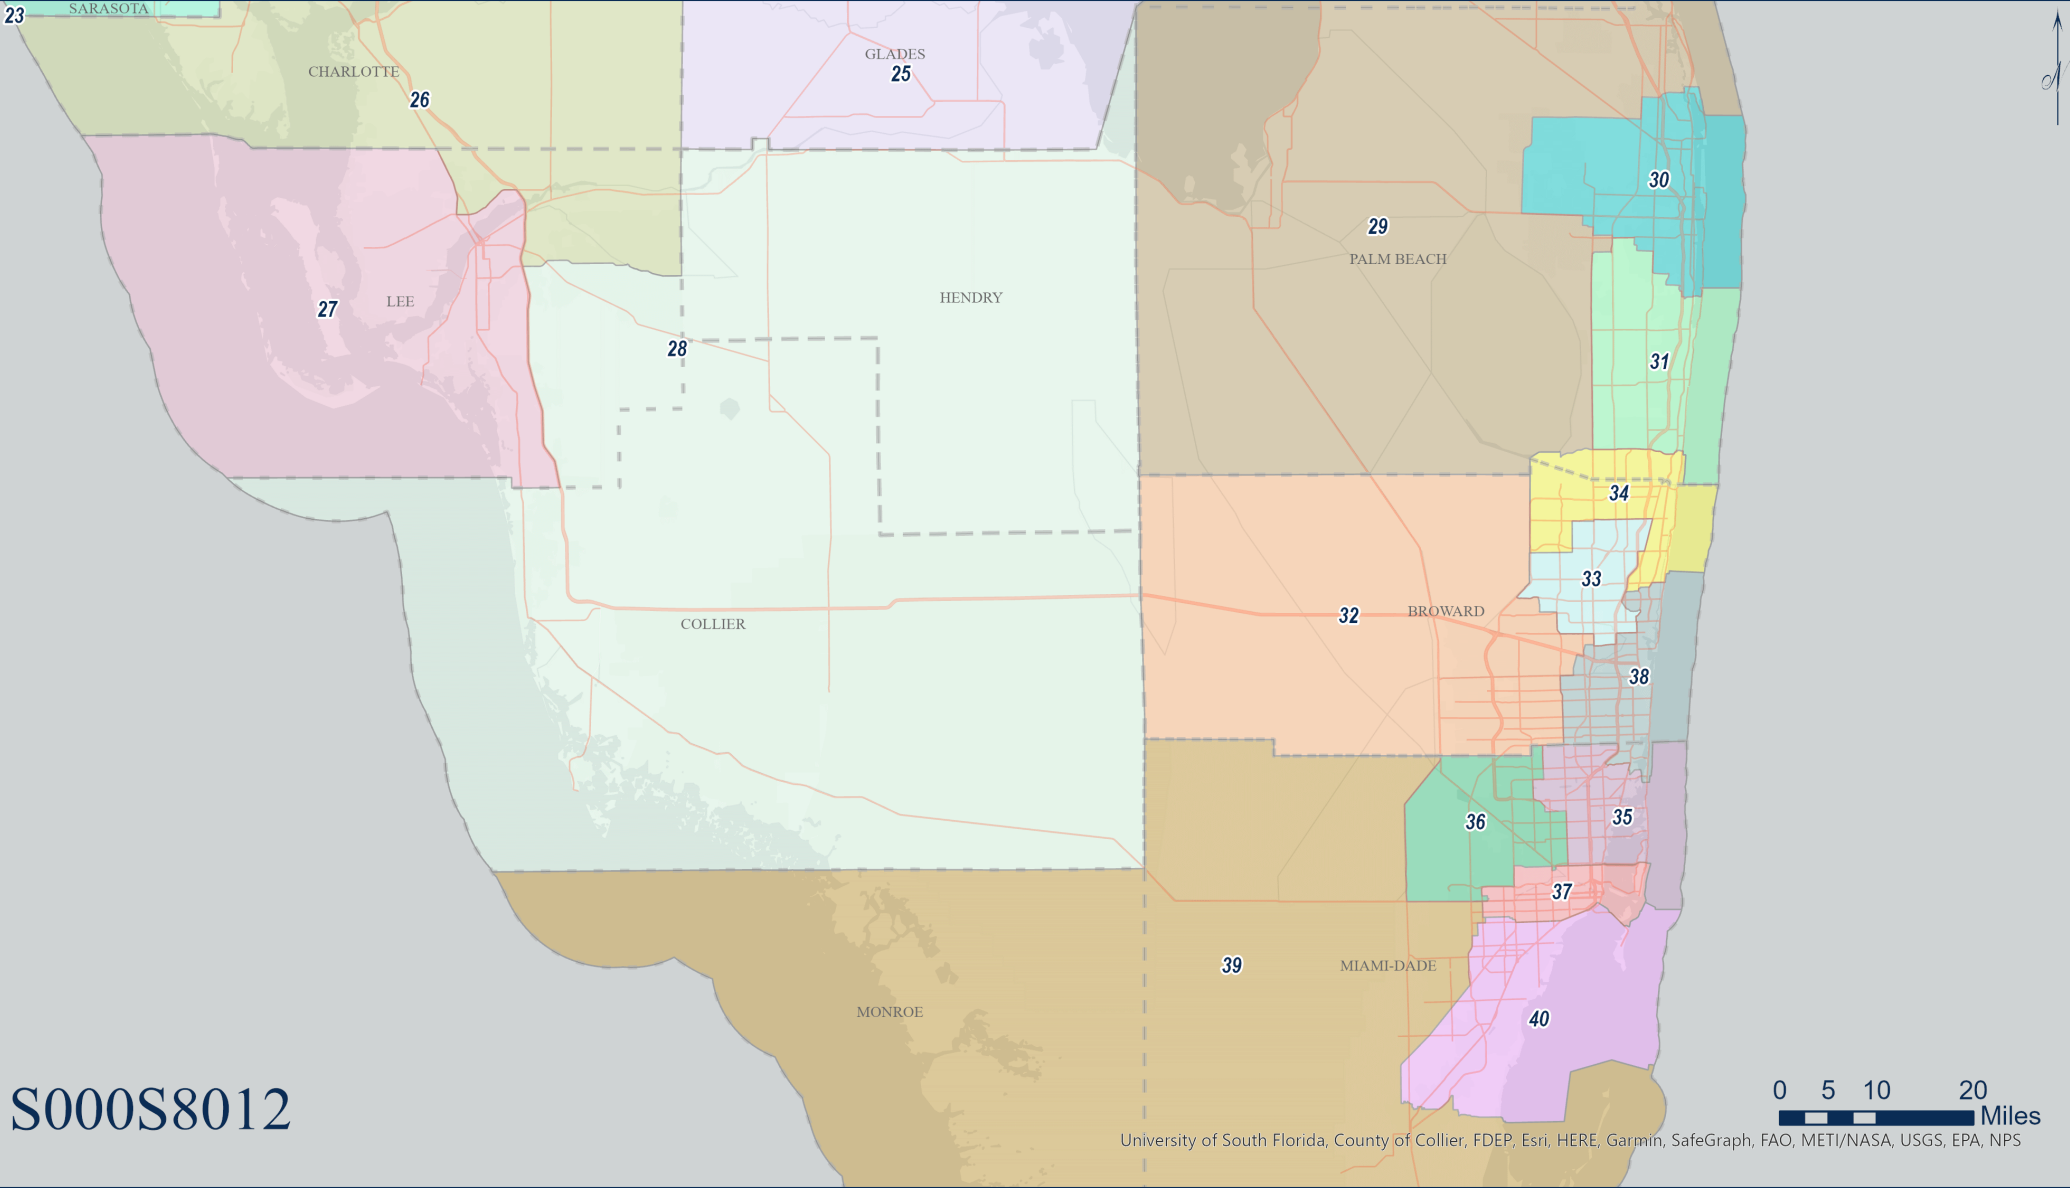 SARASOTA
23
GLADES
25
CHARLOTTE
26
30
29
PALM BEACH
HENDRY
LEE
27
28
31
34
33
32
BROWARD
COLLIER
38
36
35
37
39
MIAMI-DADE
MONROE
40
S000S8012
0 5 10 20
Miles
University of South Florida, County of Collier, FDEP, Esri, HERE, Garmin, SafeGraph, FAO, METI/NASA, USGS, EPA, NPS